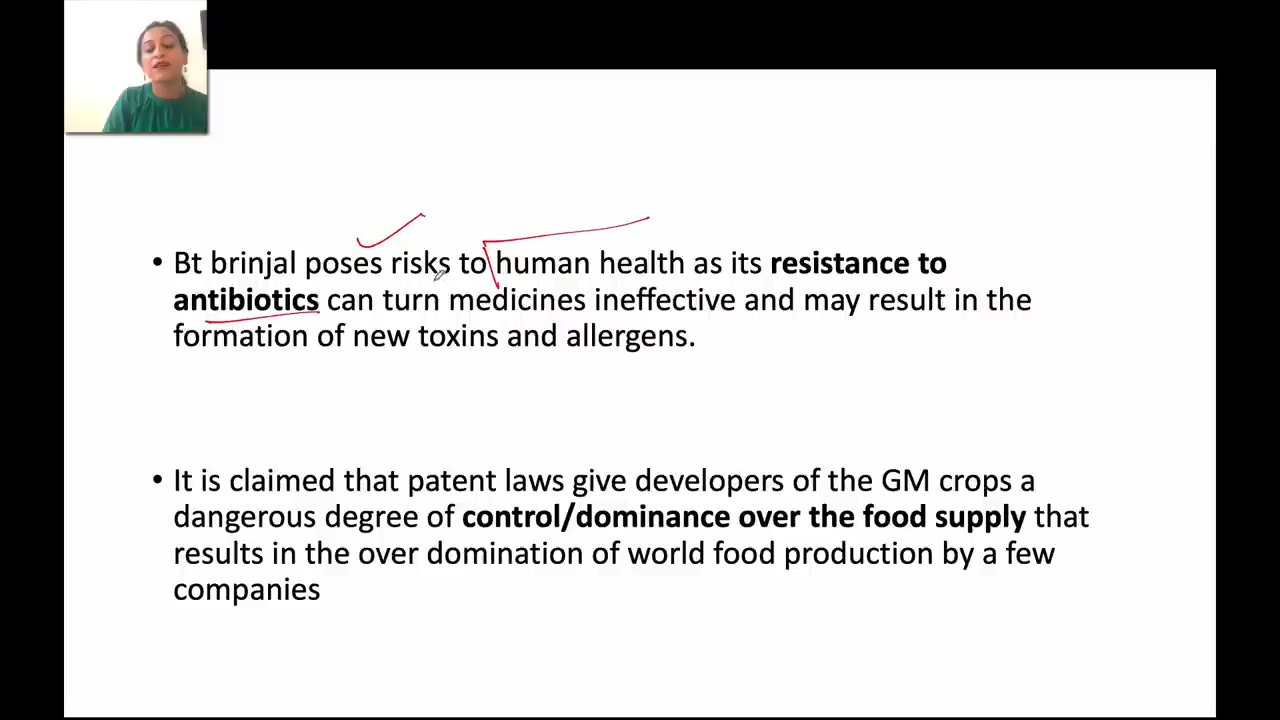 • Bt brinjal poses risks to human health as its resistance to
antibiotics can turn medicines ineffective and may result in the
formation of new toxins and allergens.
• It is claimed that patent laws give developers of the GM crops a
dangerous degree of control/dominance over the food supply that
results in the over domination of world food production by a few
companies